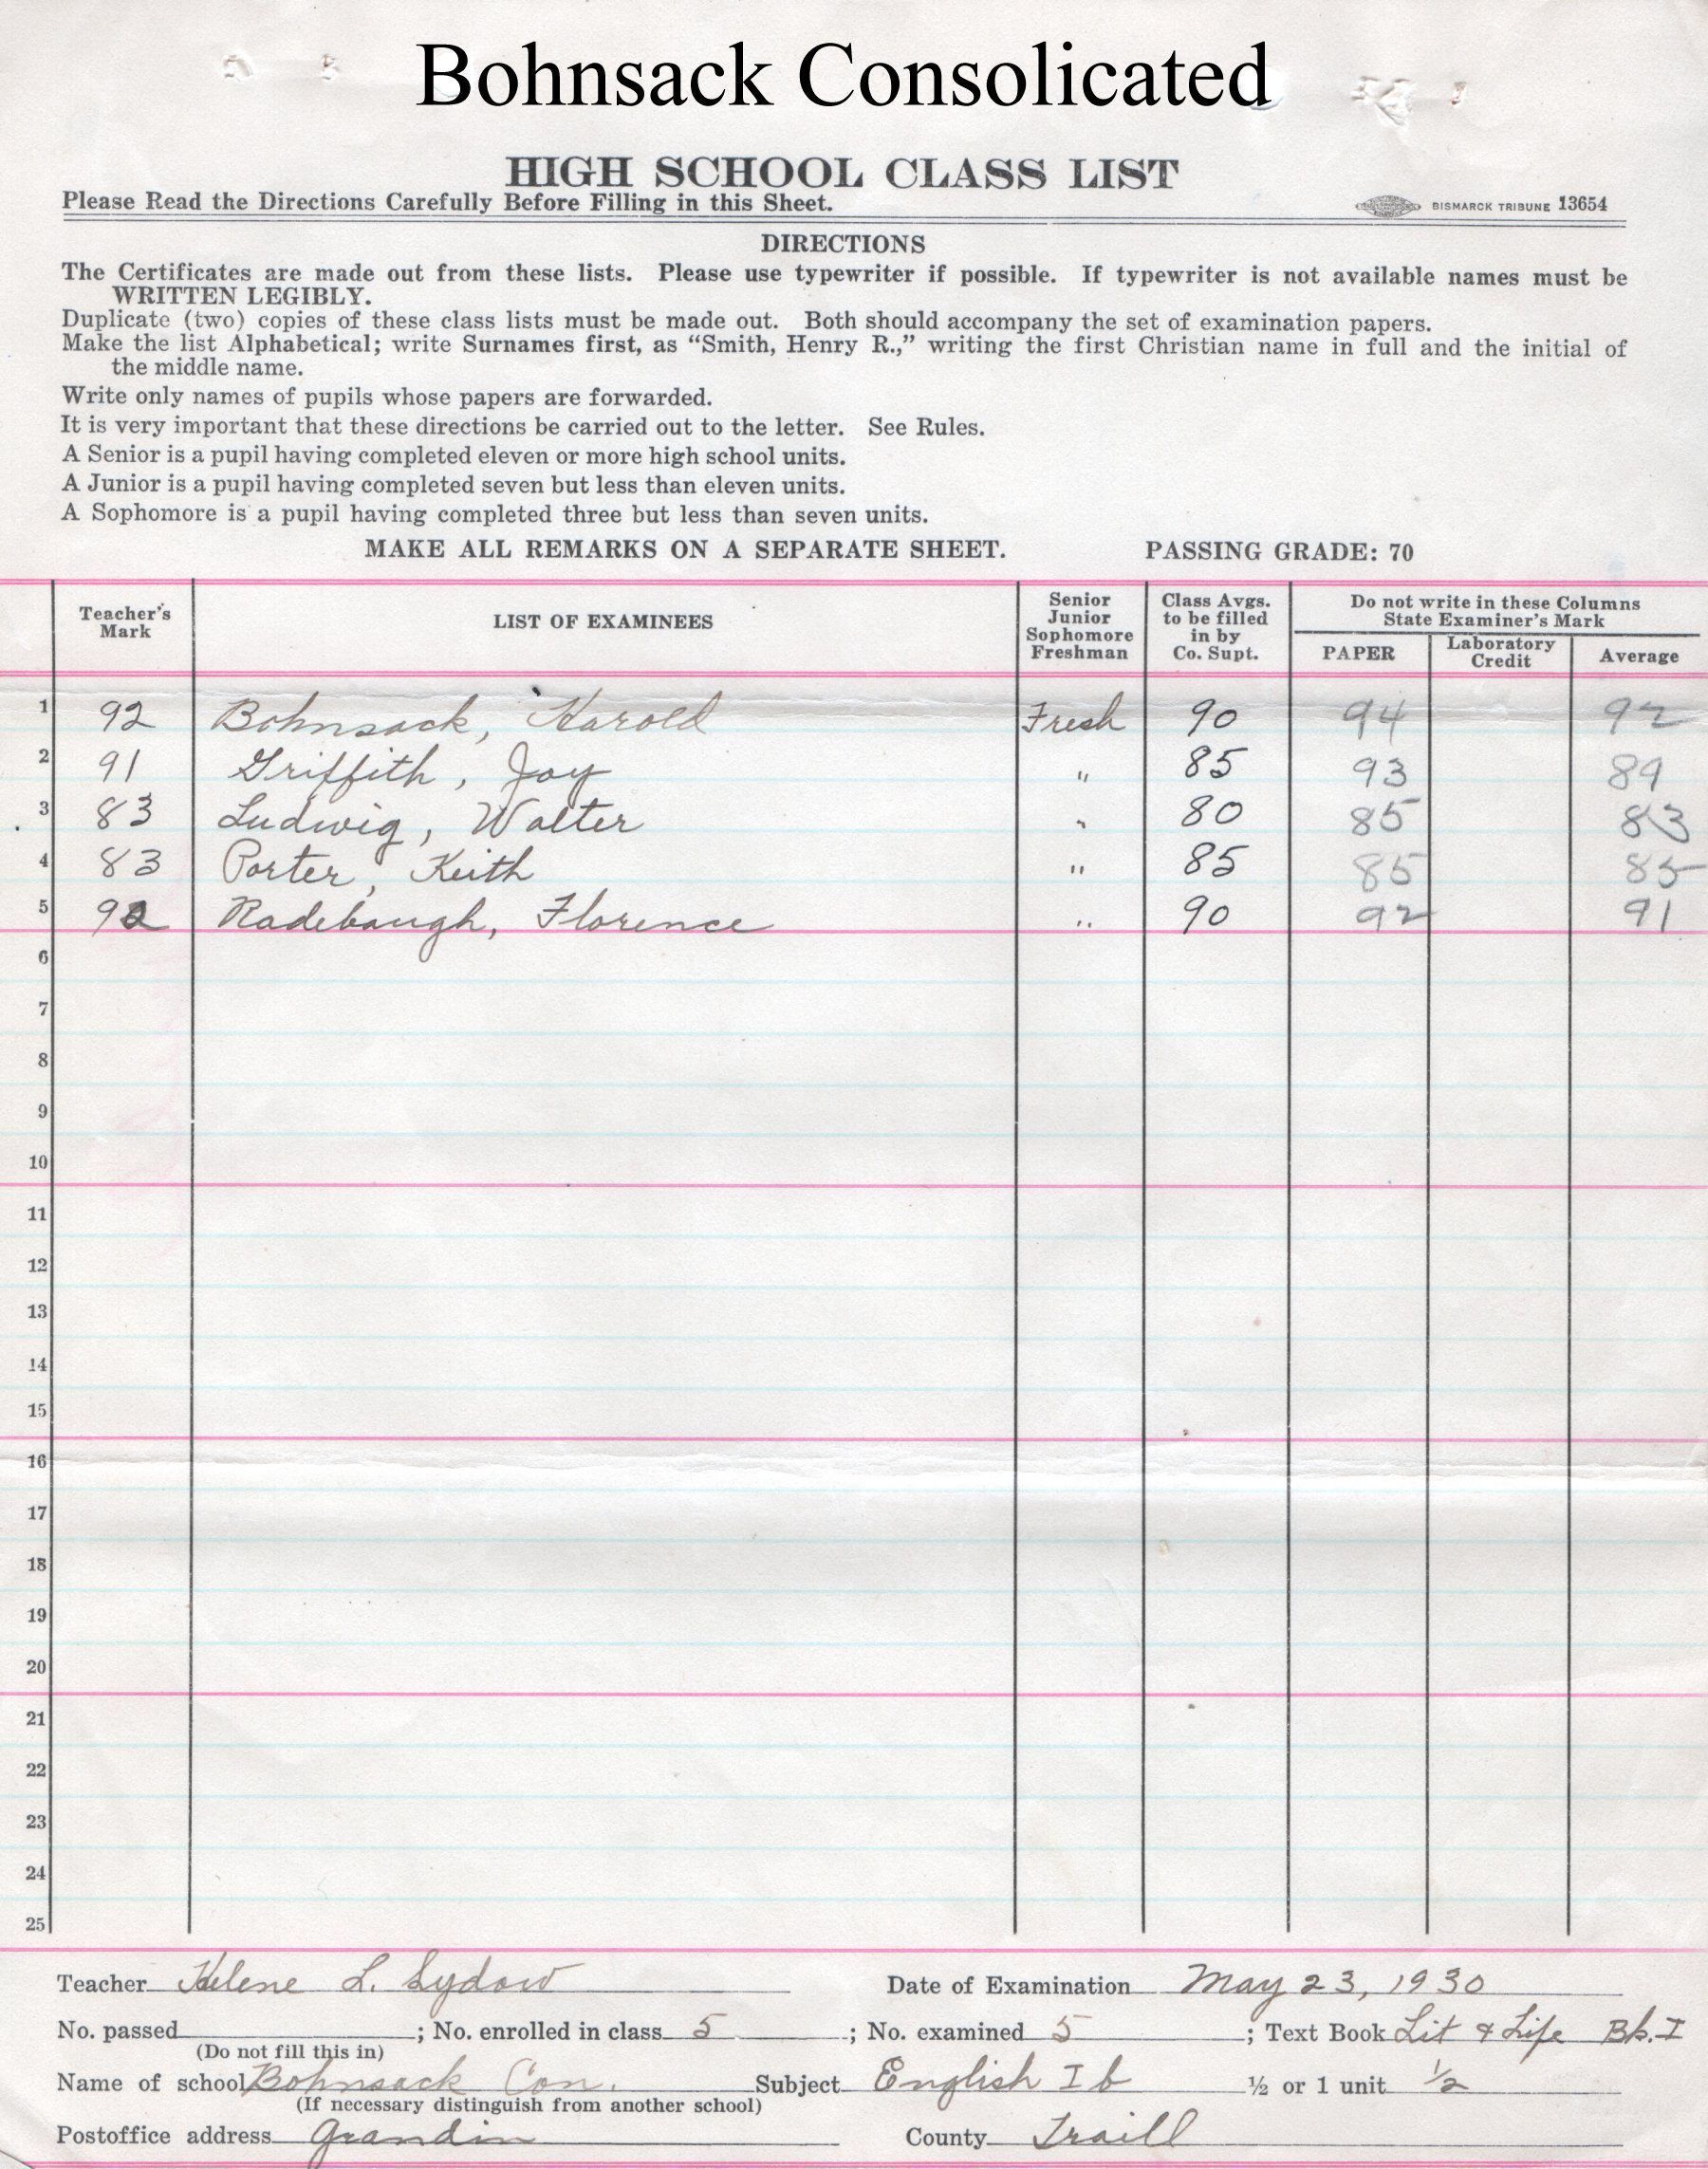 Bohnsack Consolicated
HIGH SCHOOL CLASS LIST
Please Read the Directions Carefully Before Filling in this Sheet. BISMARCK TRIBUNE 13654
DIRECTIONS
The Certificates are made out from these lists. Please use typewriter if possible. If typewriter is not available names must be
WRITTEN LEGIBLY.
Duplicate (two) copies of these class lists must be made out. Both should accompany the set of examination papers.
Make the list Alphabetical; write Surnames first, as “Smith, Henry R.,” writing the first Christian name in full and the initial of
the middle name.
Write only names of pupils whose papers are forwarded.
It is very important that these directions be carried out to the letter. See Rules.
A Senior is a pupil having completed eleven or more high school units.
A Junior is a pupil having completed seven but less than eleven units.
A Sophomore is a pupil having completed three but less than seven units.
MAKE ALL REMARKS ON A SEPARATE SHEET. PASSING GRADE: 70
Teacher's
Mark
LIST OF EXAMINEES
Senior
Junior
Sophomore
Freshman
Class Avgs.
to be filled
in by
Co. Supt.
Do not write in these Columns
State Examiner's Mark
PAPER
Laboratory
Credit
Average
1 92 Bohnsack, Harold Fresh 90 94 92
2 91 Griffith, Joy " 85 93 89
3 83 Ludwig, Walter " 80 85 83
4 83 Porter, Keith " 85 85 85
5 92 Radebaugh, Florence " 90 92 91
6
7
8
9
10
11
12
13
14
15
16
17
18
19
20
21
22
23
24
25
Teacher Helene L. Sydow Date of Examination May 23, 1930
No. passed ; No. enrolled in class 5 ; No. examined 5 ; Text Book Lit & Life Bk. I
(Do not fill this in)
Name of school Bohnsack Con. Subject English I b ½ or 1 unit ½
(If necessary distinguish from another school)
Postoffice address Grandin County Traill